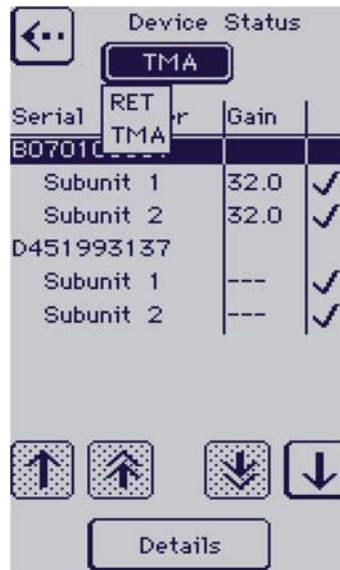 Device Status
TMA
RET
TMA
Serial Gain
Subunit 1 32.0
Subunit 2 32.0
D451993137
Subunit 1 ---
Subunit 2 ---
Details